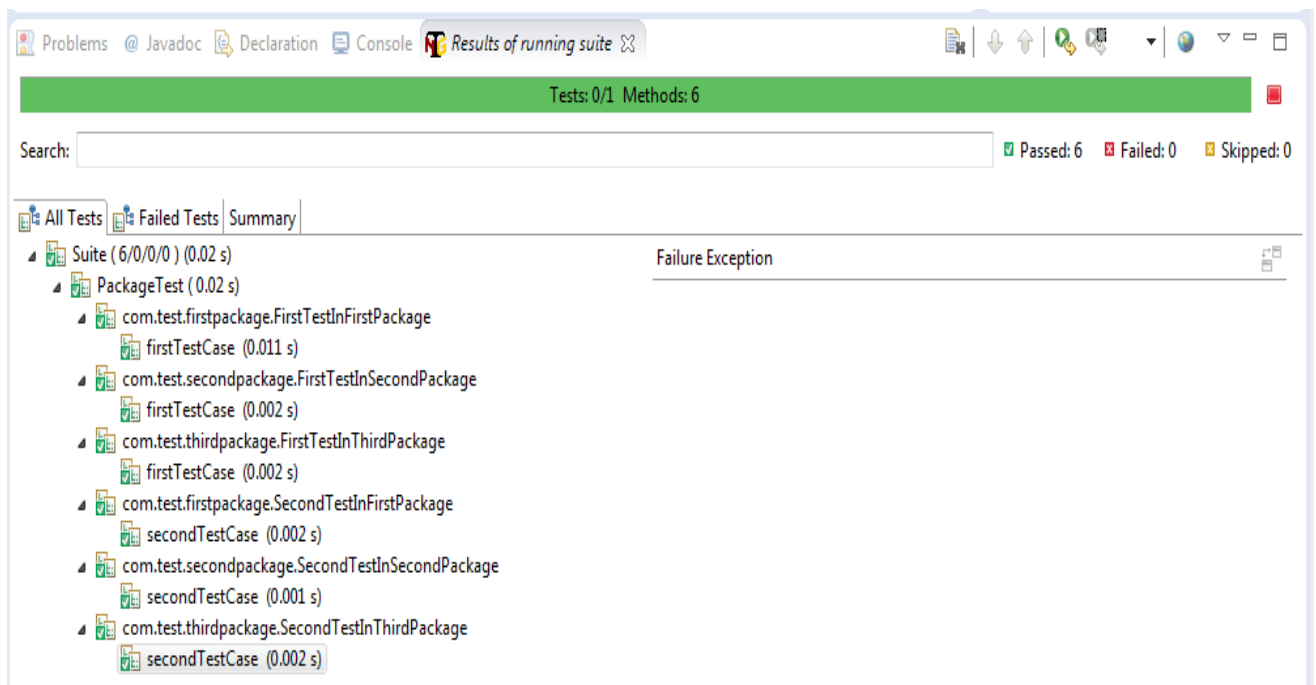 Problems @ Javadoc Declaration Console Results of running suite
Tests: 0/1 Methods: 6
Search: Passed: 6 Failed: 0 Skipped: 0
All Tests Failed Tests Summary
Suite ( 6/0/0/0 ) (0.02 s) Failure Exception
PackageTest ( 0.02 s)
com.test.firstpackage.FirstTestInFirstPackage
firstTestCase (0.011 s)
com.test.secondpackage.FirstTestInSecondPackage
firstTestCase (0.002 s)
com.test.thirdpackage.FirstTestInThirdPackage
firstTestCase (0.002 s)
com.test.firstpackage.SecondTestInFirstPackage
secondTestCase (0.002 s)
com.test.secondpackage.SecondTestInSecondPackage
secondTestCase (0.001 s)
com.test.thirdpackage.SecondTestInThirdPackage
secondTestCase (0.002 s)